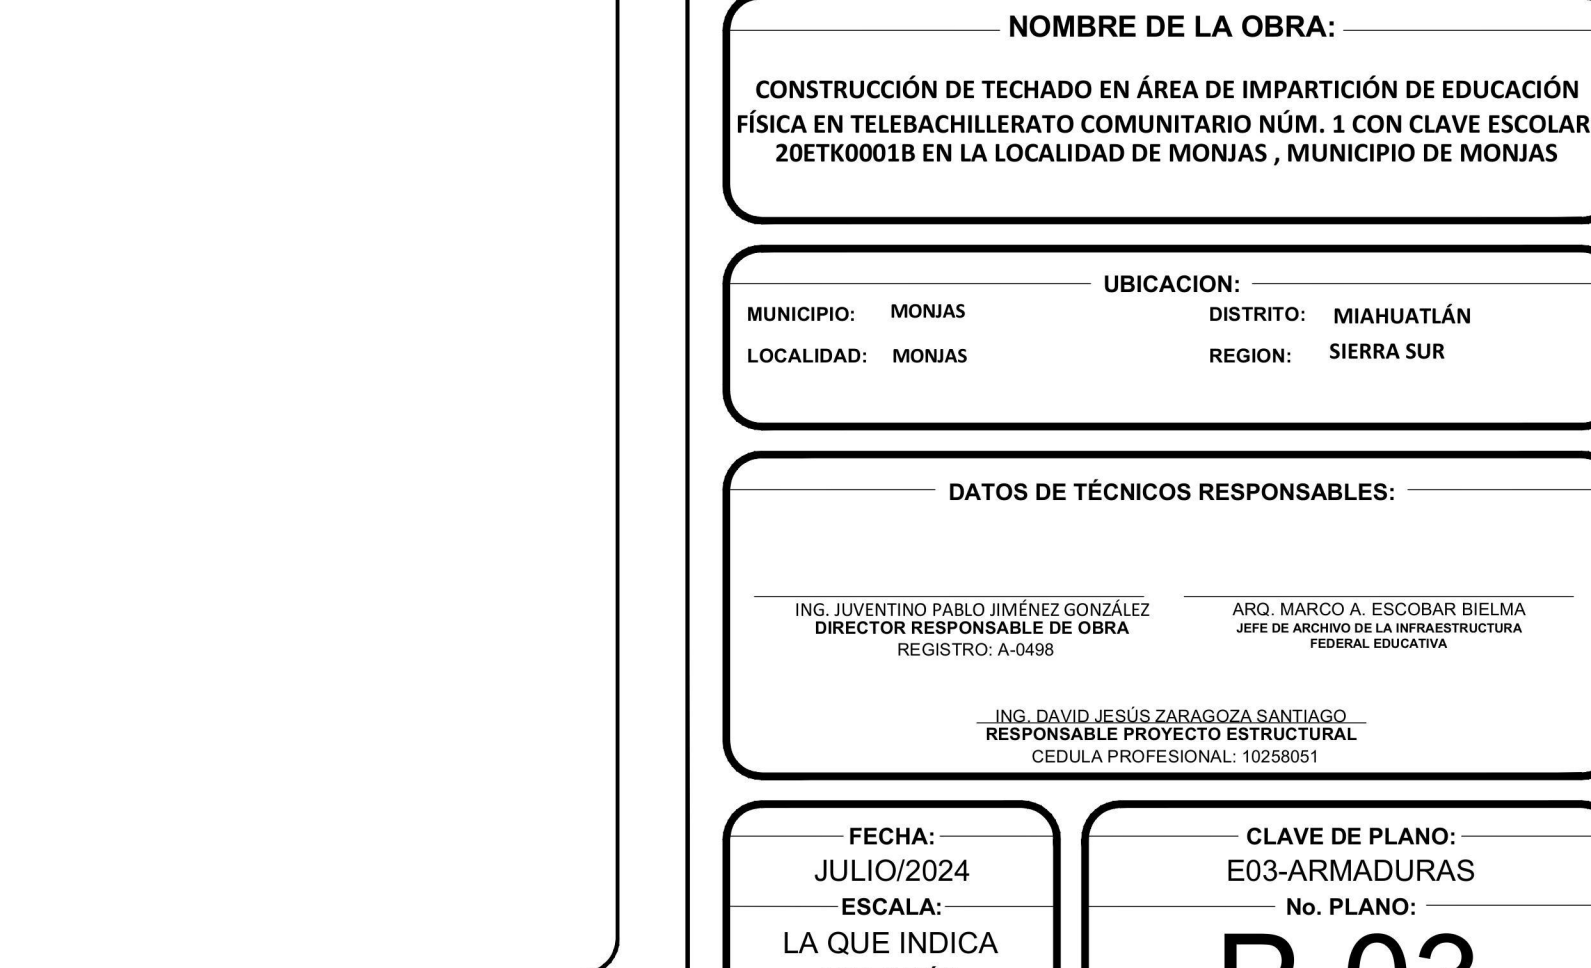 NOMBRE DE LA OBRA:
CONSTRUCCIÓN DE TECHADO EN ÁREA DE IMPARTICIÓN DE EDUCACIÓN
FÍSICA EN TELEBACHILLERATO COMUNITARIO NÚM. 1 CON CLAVE ESCOLAR
20ETK0001B EN LA LOCALIDAD DE MONJAS , MUNICIPIO DE MONJAS
UBICACION:
MUNICIPIO: MONJAS DISTRITO: MIAHUATLÁN
LOCALIDAD: MONJAS REGION: SIERRA SUR
DATOS DE TÉCNICOS RESPONSABLES:
ING. JUVENTINO PABLO JIMÉNEZ GONZÁLEZ
DIRECTOR RESPONSABLE DE OBRA
REGISTRO: A-0498
ARQ. MARCO A. ESCOBAR BIELMA
JEFE DE ARCHIVO DE LA INFRAESTRUCTURA
FEDERAL EDUCATIVA
ING. DAVID JESÚS ZARAGOZA SANTIAGO
RESPONSABLE PROYECTO ESTRUCTURAL
CEDULA PROFESIONAL: 10258051
FECHA:
JULIO/2024
ESCALA:
LA QUE INDICA
CLAVE DE PLANO:
E03-ARMADURAS
No. PLANO: